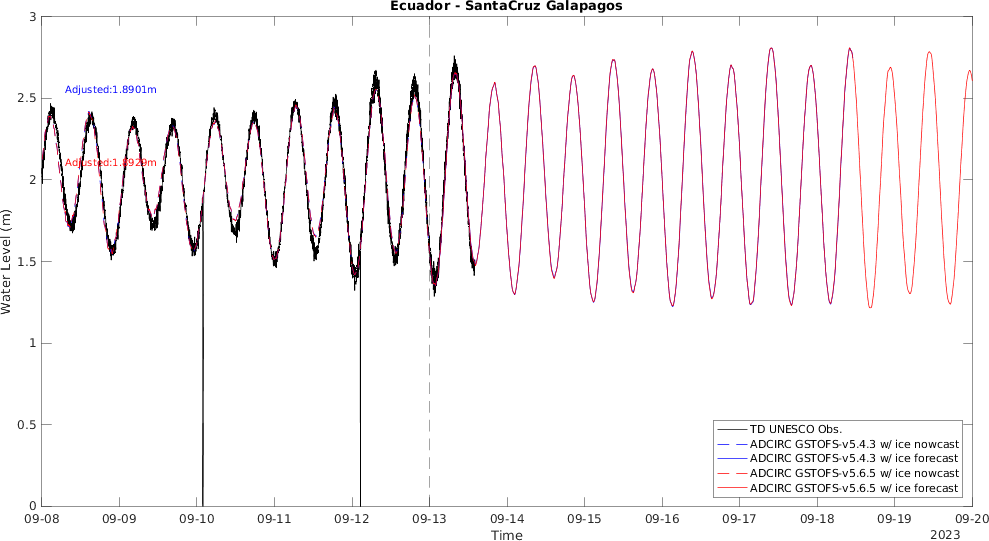 Ecuador - SantaCruz Galapagos
3
2.5
2
1.5
1
0.5
0
Water Level (m)
Adjusted:1.8901m
Adjusted:1.8929m
TD UNESCO Obs.
ADCIRC GSTOFS-v5.4.3 w/ ice nowcast
ADCIRC GSTOFS-v5.4.3 w/ ice forecast
ADCIRC GSTOFS-v5.6.5 w/ ice nowcast
ADCIRC GSTOFS-v5.6.5 w/ ice forecast
09-08 09-09 09-10 09-11 09-12 09-13 09-14 09-15 09-16 09-17 09-18 09-19 09-20
Time
2023